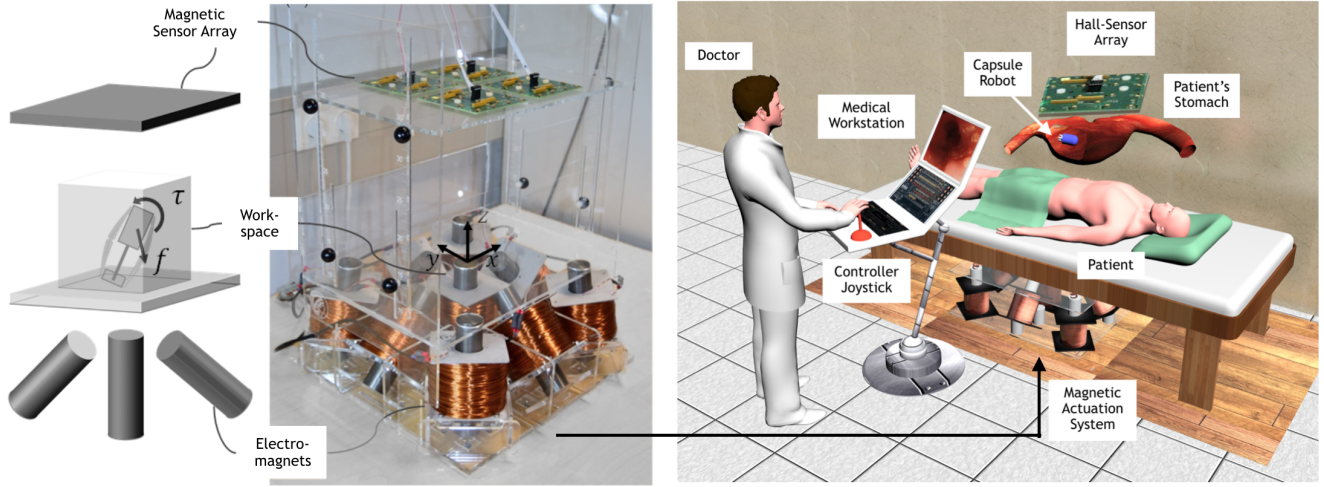 Magnetic
Sensor Array
τ
f
Work-
space
z
y
x
Electro-
magnets
Doctor
Medical
Workstation
Capsule
Robot
Hall-Sensor
Array
Patient's
Stomach
Controller
Joystick
Patient
Magnetic
Actuation
System